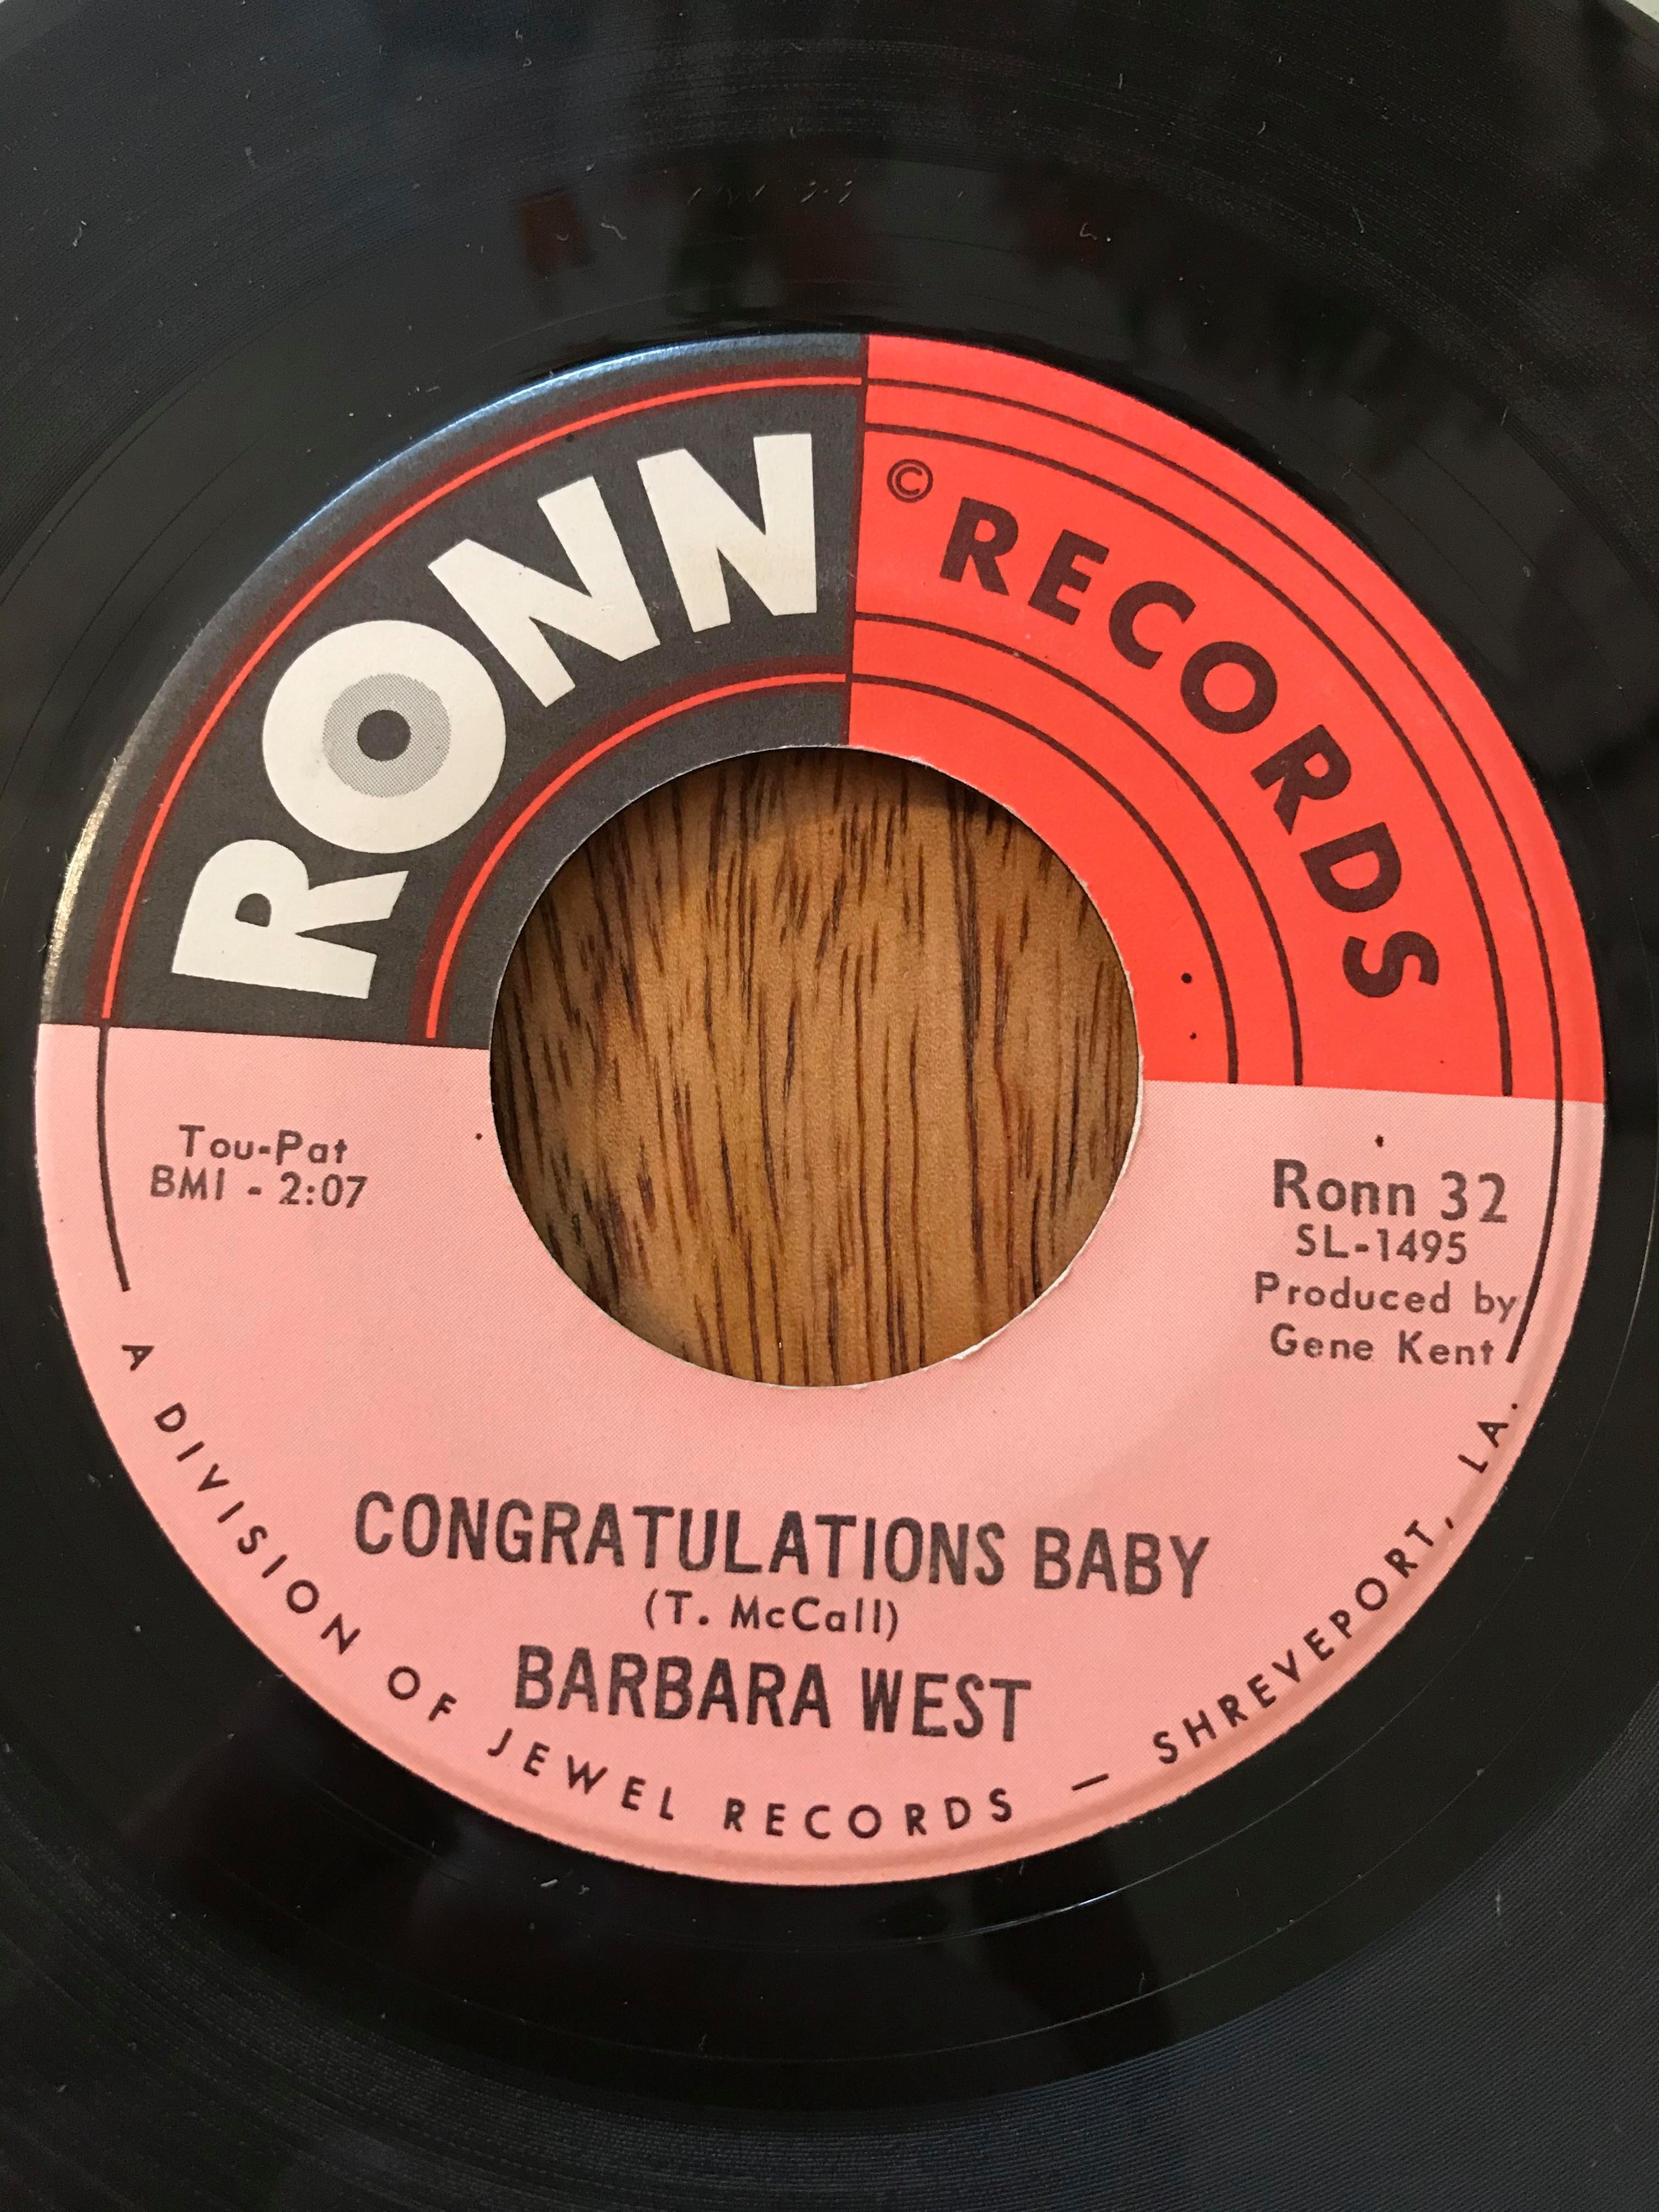 RONN
© RECORDS
Tou-Pat
BMI - 2:07
Ronn 32
SL-1495
Produced by
Gene Kent
CONGRATULATIONS BABY
(T. McCall)
BARBARA WEST
A DIVISION OF JEWEL RECORDS — SHREVEPORT, LA.